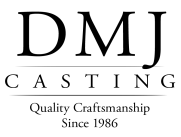 DMJ
CASTING
Quality Craftsmanship
Since 1986